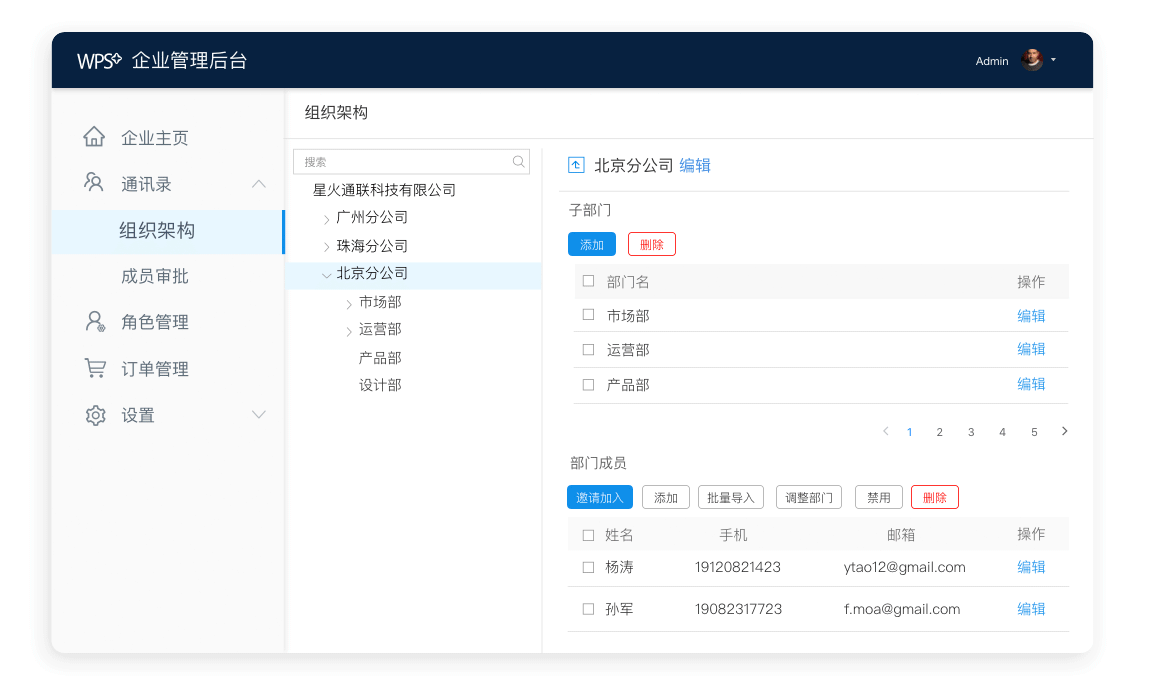 WPS+ 企业管理后台
Admin
企业主页
通讯录
组织架构
成员审批
角色管理
订单管理
设置
组织架构
搜索
星火通联科技有限公司
广州分公司
珠海分公司
北京分公司
市场部
运营部
产品部
设计部
北京分公司 编辑
子部门
添加 删除
部门名 操作
市场部 编辑
运营部 编辑
产品部 编辑
1 2 3 4 5
部门成员
邀请加入 添加 批量导入 调整部门 禁用 删除
姓名 手机 邮箱 操作
杨涛 19120821423 ytao12@gmail.com 编辑
孙军 19082317723 f.moa@gmail.com 编辑